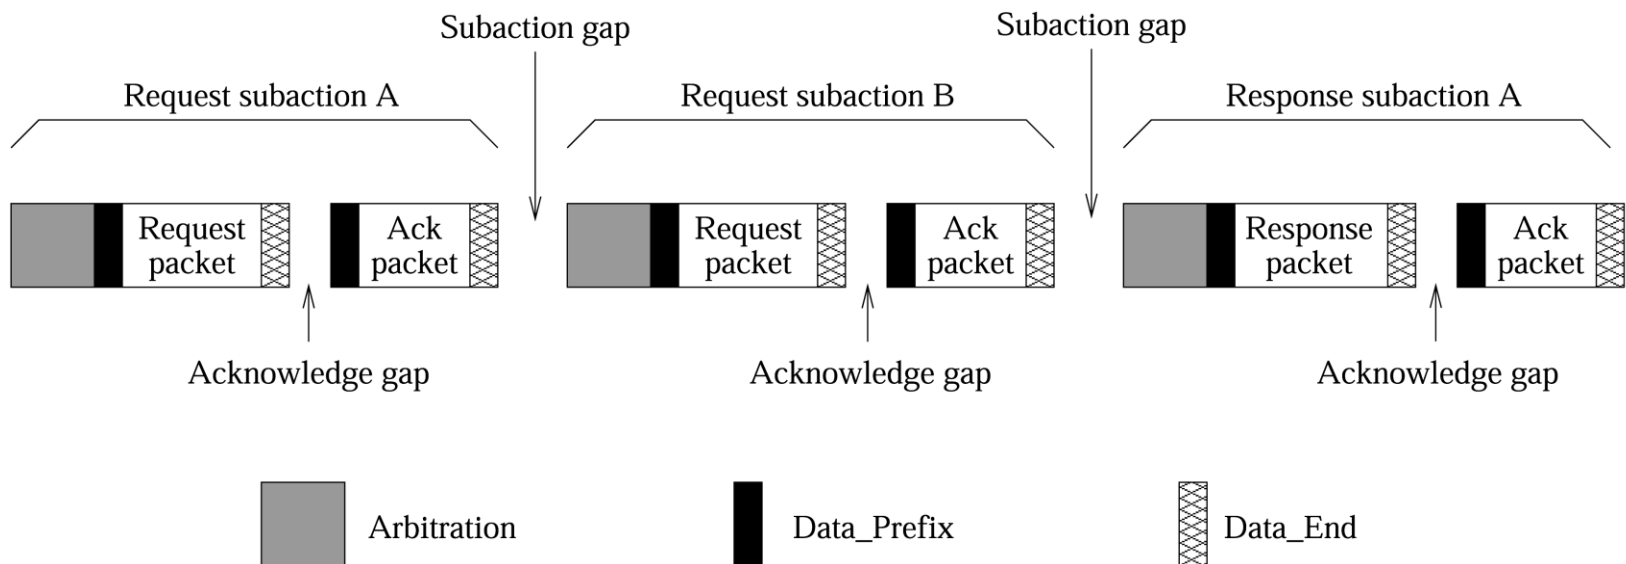 Subaction gap
Subaction gap
Request subaction A
Request subaction B
Response subaction A
Request
packet
Ack
packet
Request
packet
Ack
packet
Response
packet
Ack
packet
Acknowledge gap
Acknowledge gap
Acknowledge gap
Arbitration
Data_Prefix
Data_End